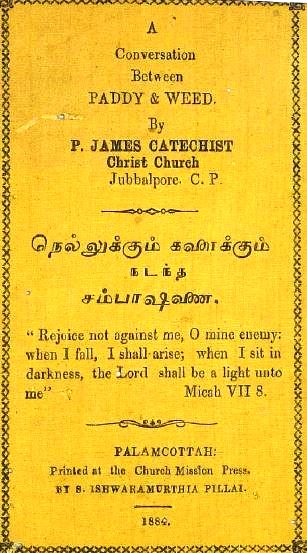 A
Conversation
Between
PADDY & WEED.
By
P. JAMES CATECHIST
Christ Church
Jubbalpore. C. P.
நெல்லுக்கும் களைக்கும்
நடந்த
சம்பாஷணை.
“ Rejoice not against me, O mine enemy:
when I fall, I shall arise; when I sit in
darkness, the Lord shall be a light unto
me” Micah VII 8.
PALAMCOTTAH:
Printed at the Church Mission Press.
BY S. ISHWARAMURTHIA PILLAI.
1884.